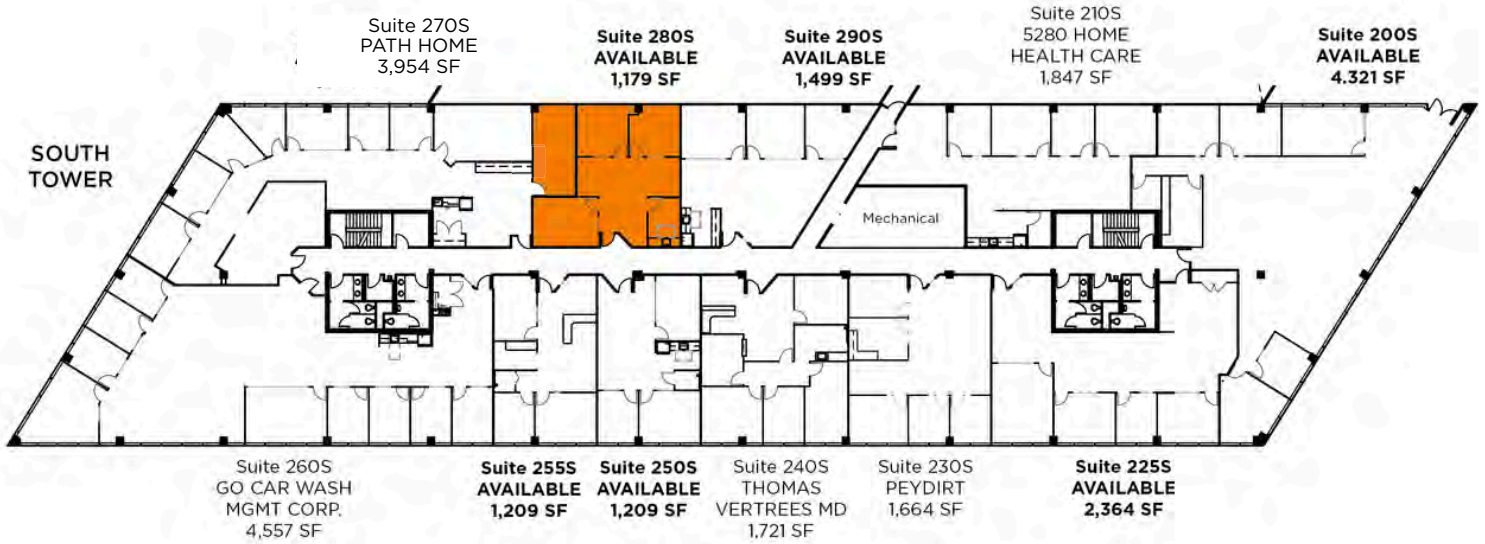 Suite 270S
PATH HOME
3,954 SF
Suite 280S
AVAILABLE
1,179 SF
Suite 290S
AVAILABLE
1,499 SF
Suite 210S
5280 HOME
HEALTH CARE
1,847 SF
Suite 200S
AVAILABLE
4.321 SF
SOUTH
TOWER
Mechanical
Suite 260S
GO CAR WASH
MGMT CORP.
4,557 SF
Suite 255S
AVAILABLE
1,209 SF
Suite 250S
AVAILABLE
1,209 SF
Suite 240S
THOMAS
VERTREES MD
1,721 SF
Suite 230S
PEYDIRT
1,664 SF
Suite 225S
AVAILABLE
2,364 SF